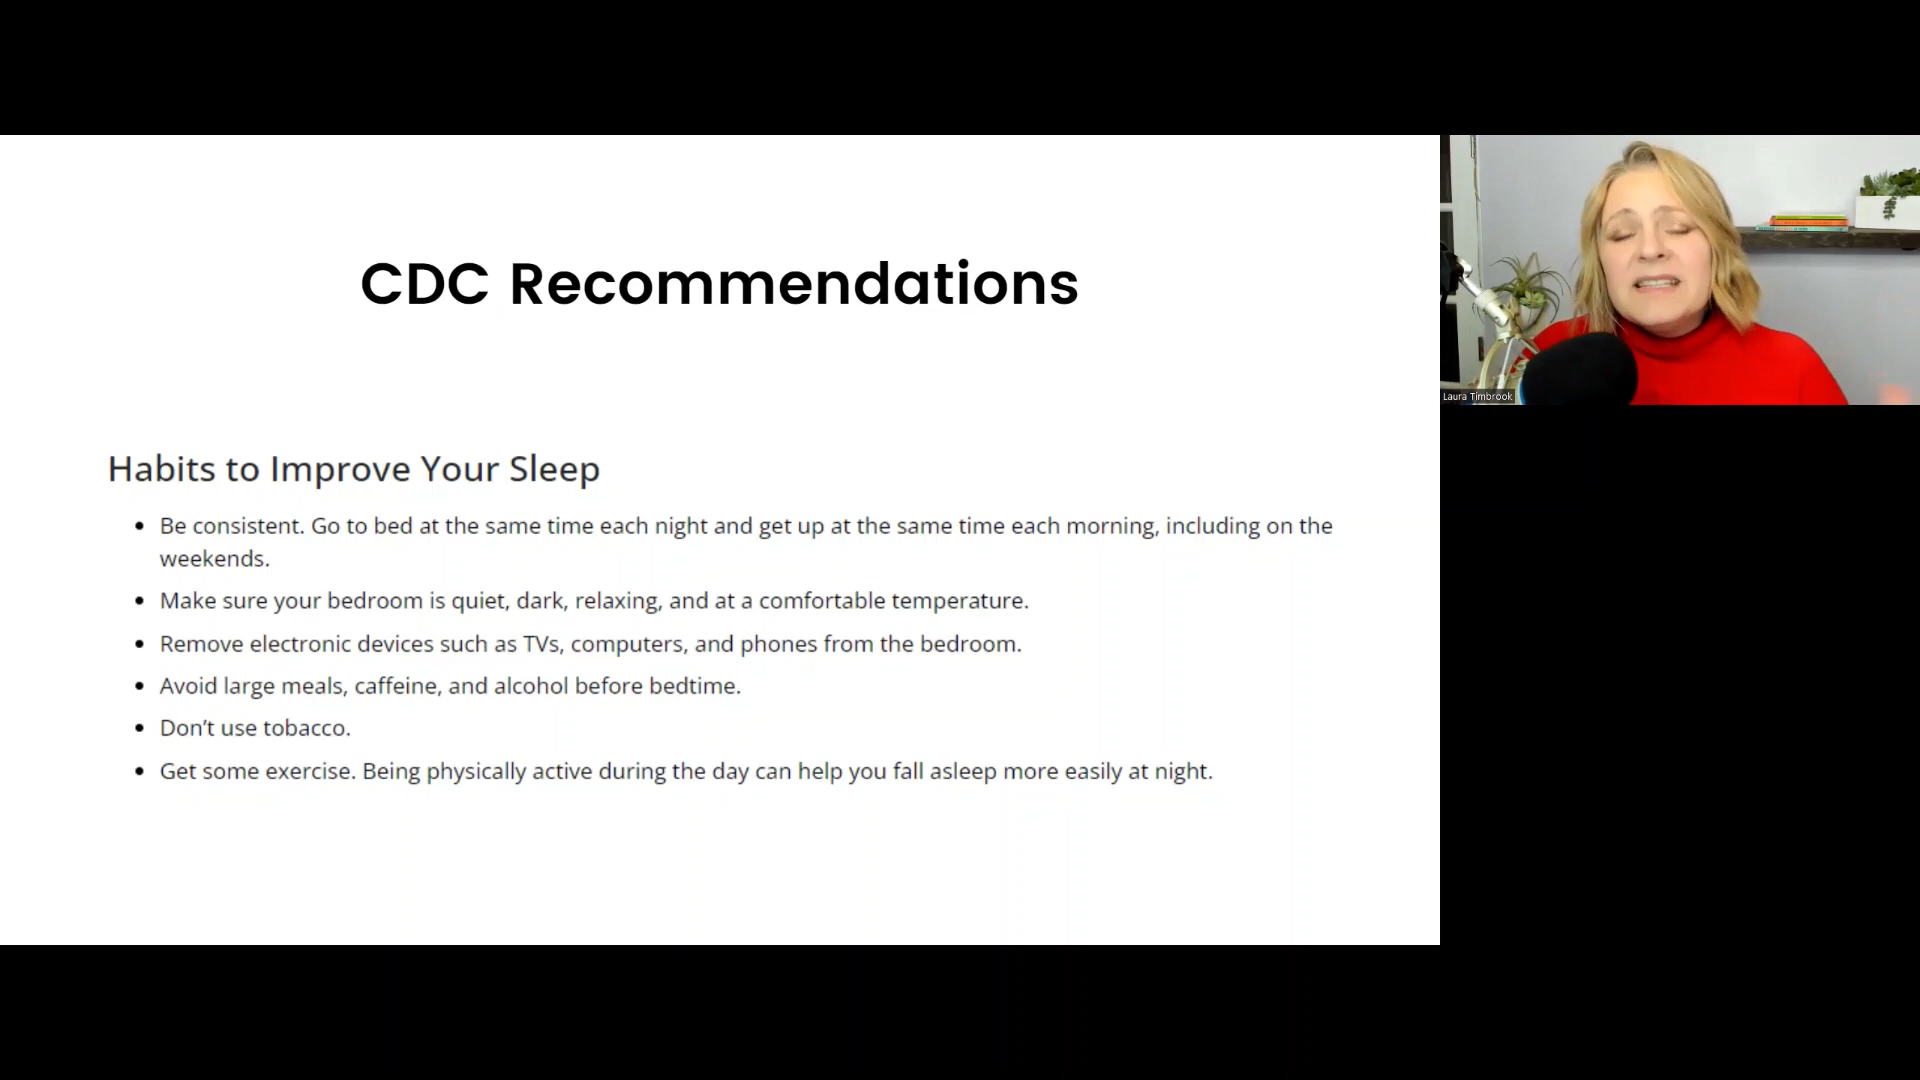 CDC Recommendations
Habits to Improve Your Sleep
• Be consistent. Go to bed at the same time each night and get up at the same time each morning, including on the
weekends.
• Make sure your bedroom is quiet, dark, relaxing, and at a comfortable temperature.
• Remove electronic devices such as TVs, computers, and phones from the bedroom.
• Avoid large meals, caffeine, and alcohol before bedtime.
• Don’t use tobacco.
• Get some exercise. Being physically active during the day can help you fall asleep more easily at night.
Laura Timbrook